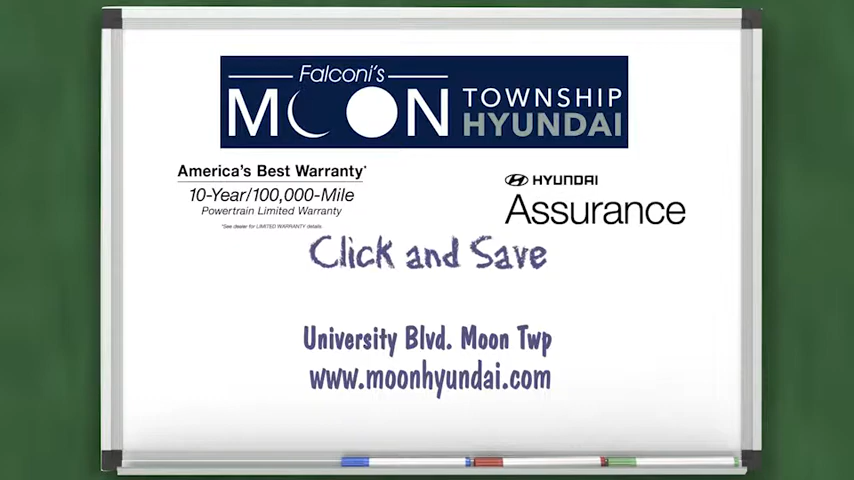 Falconi's
MOON TOWNSHIP HYUNDAI
America's Best Warranty*
10-Year/100,000-Mile
Powertrain Limited Warranty
*See dealer for LIMITED WARRANTY details
HYUNDAI
Assurance
Click and Save
University Blvd. Moon Twp
www.moonhyundai.com